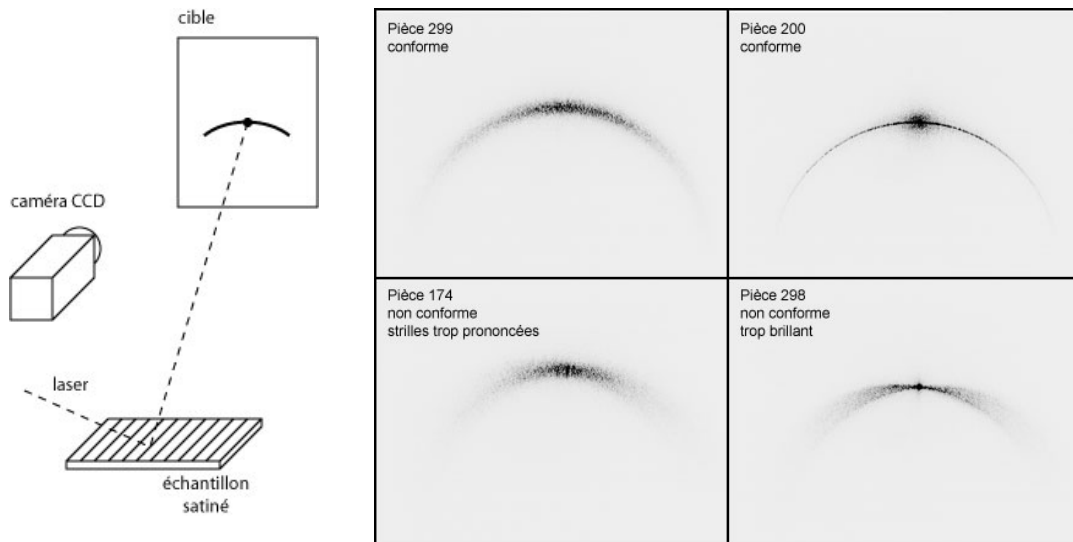 cible
caméra CCD
laser
échantillon
satiné
Pièce 299
conforme
Pièce 200
conforme
Pièce 174
non conforme
strilles trop prononcées
Pièce 298
non conforme
trop brillant